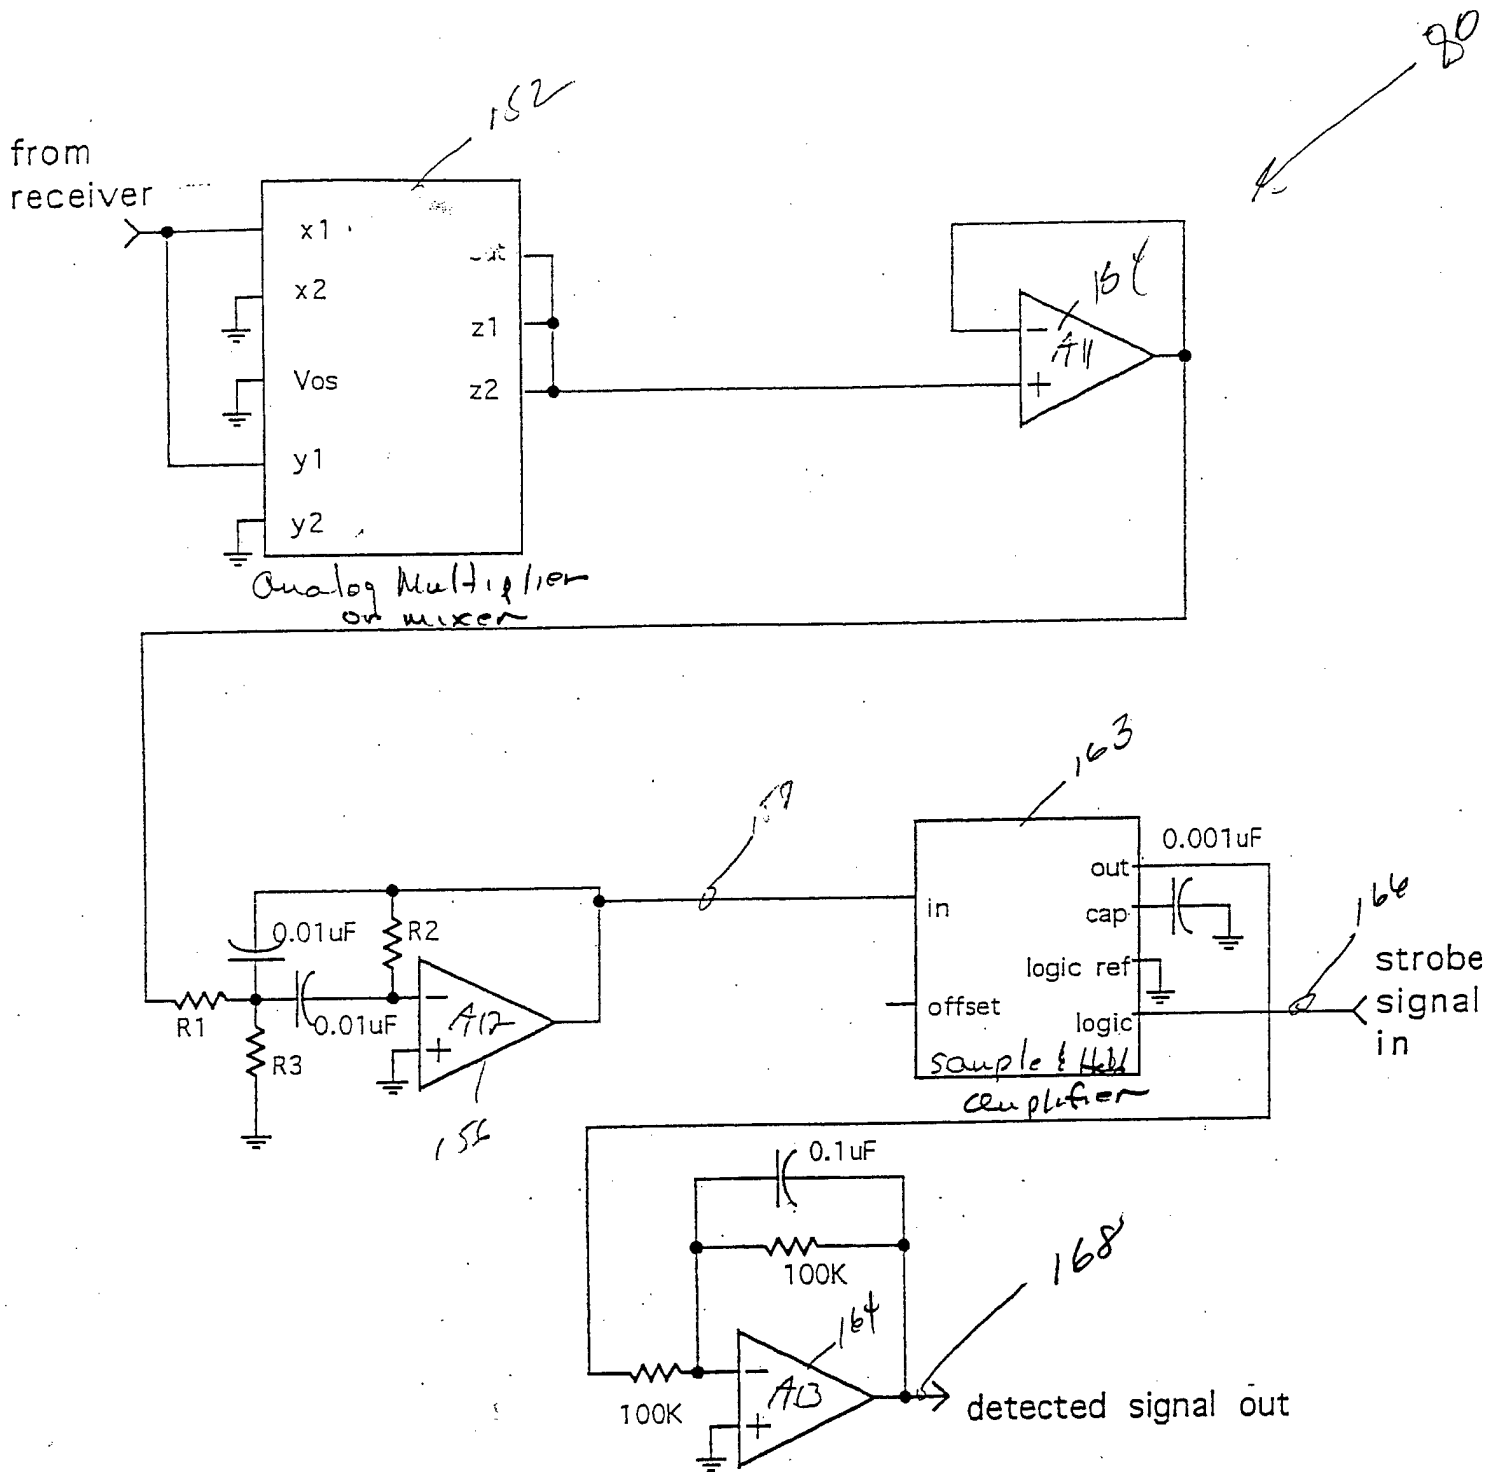 80
152
from
receiver
x1
x2
Vos
y1
y2
z1
z2
A11
Analog Multiplier
or mixer
163
in
offset
out
cap
logic ref
logic
0.001uF
Sample & Hold
amplifier
166
strobe
signal
in
0.01uF
R2
0.01uF
R1
R3
A12
156
0.1uF
100K
164
168
100K
A13
detected signal out